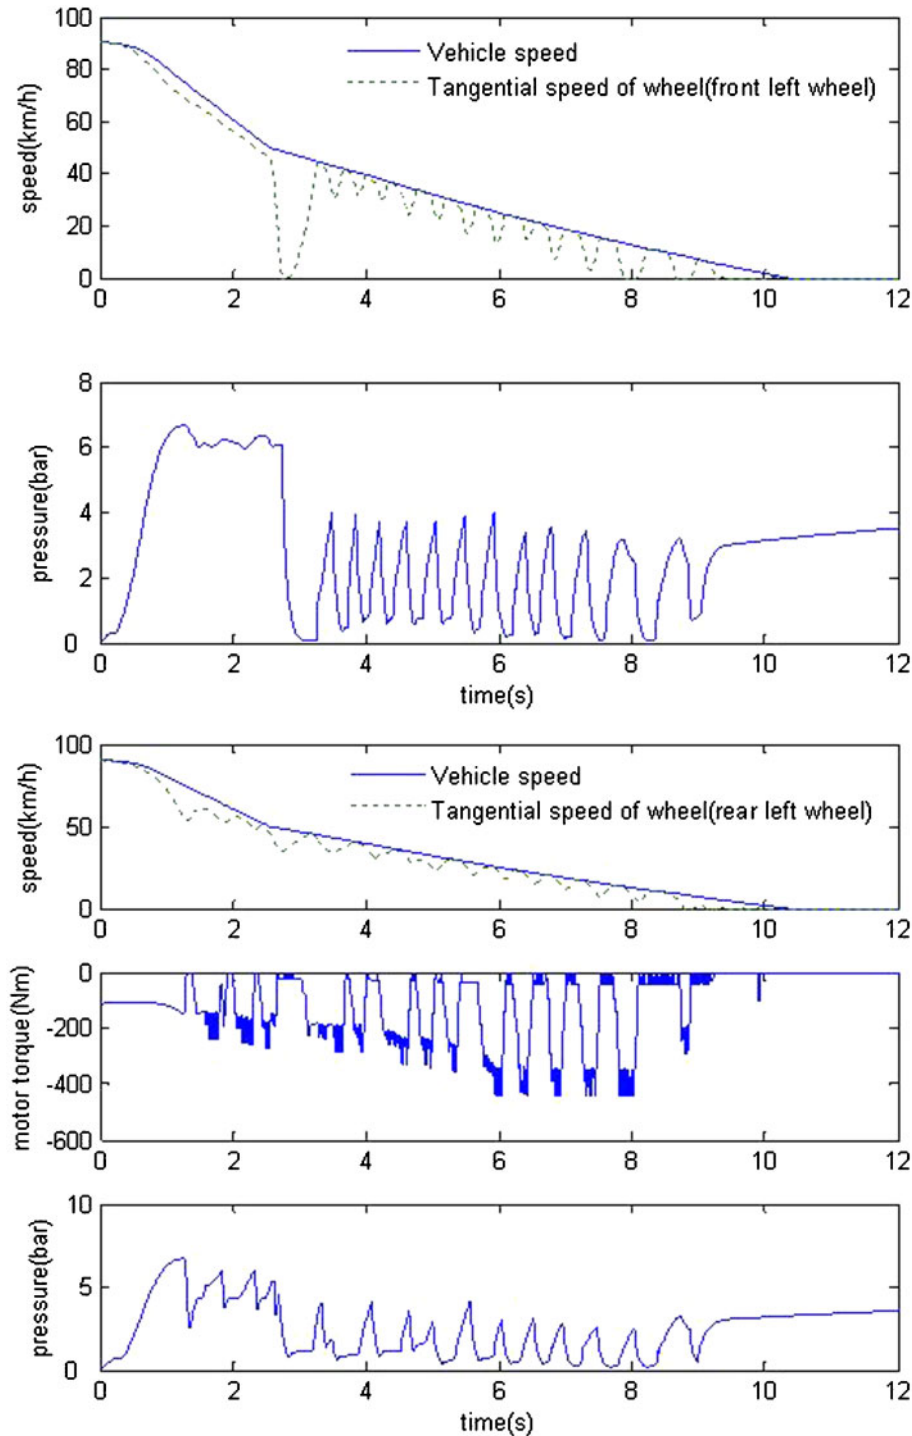 100
80
60
40
20
0
speed(km/h)
Vehicle speed
Tangential speed of wheel(front left wheel)
0 2 4 6 8 10 12
8
6
4
2
0
pressure(bar)
0 2 4 6 8 10 12
time(s)
100
50
0
speed(km/h)
Vehicle speed
Tangential speed of wheel(rear left wheel)
0 2 4 6 8 10 12
0
-200
-400
-600
motor torque(Nm)
0 2 4 6 8 10 12
10
5
0
pressure(bar)
0 2 4 6 8 10 12
time(s)